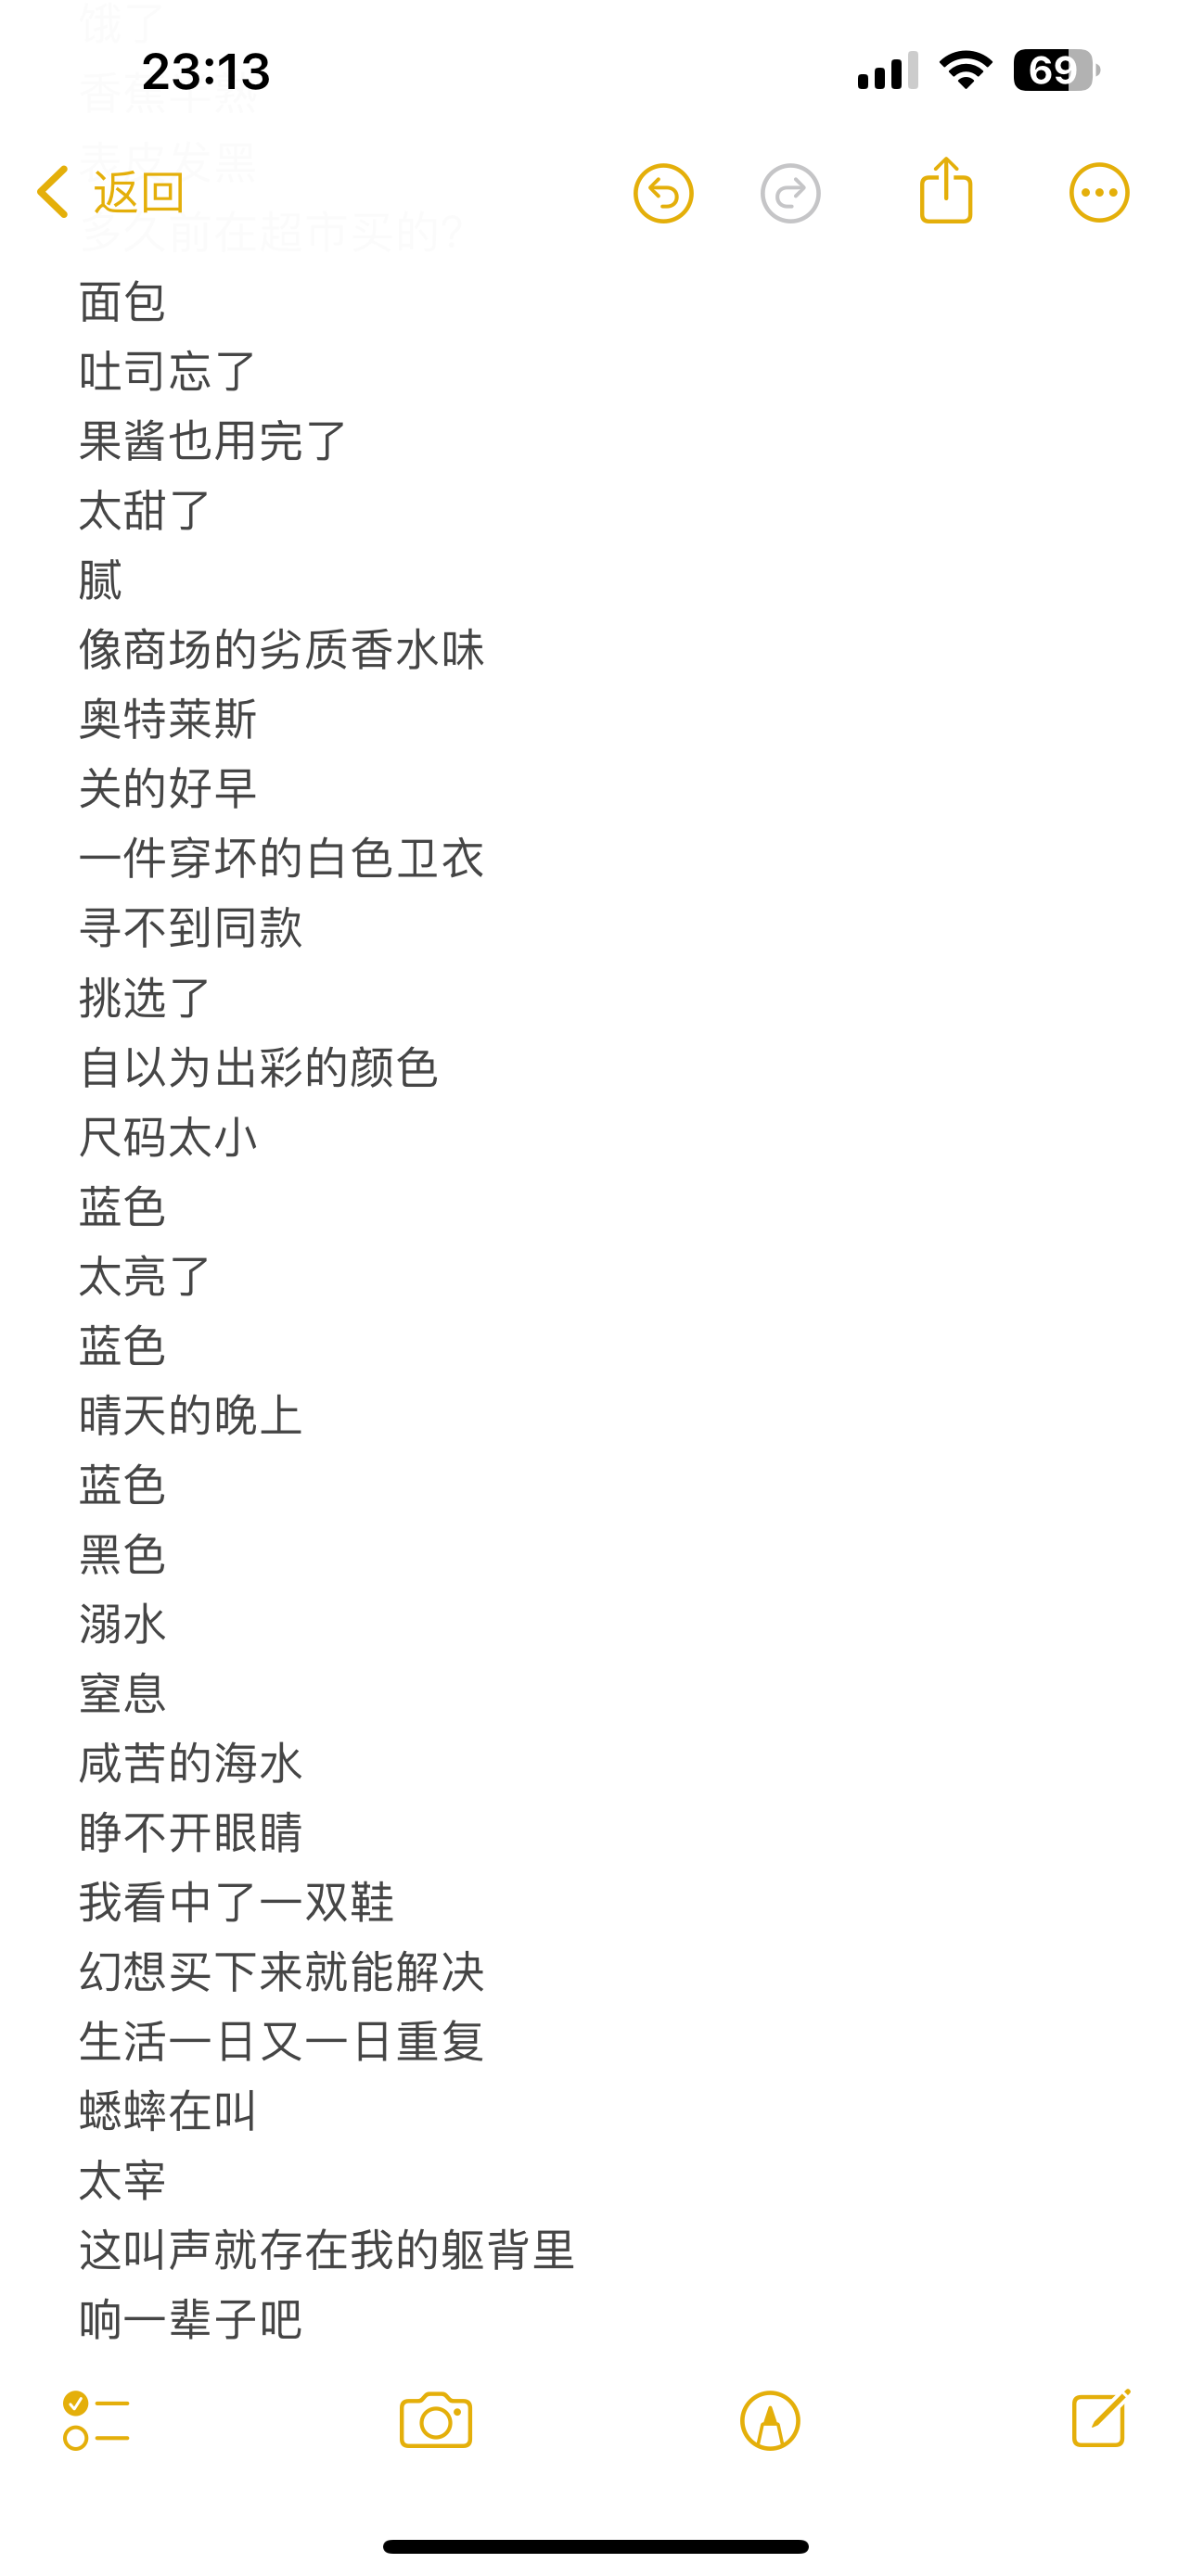 饿了
23:13
69
香蕉早熟
表皮发黑
返回
多久前在超市买的?
面包
吐司忘了
果酱也用完了
太甜了
腻
像商场的劣质香水味
奥特莱斯
关的好早
一件穿坏的白色卫衣
寻不到同款
挑选了
自以为出彩的颜色
尺码太小
蓝色
太亮了
蓝色
晴天的晚上
蓝色
黑色
溺水
窒息
咸苦的海水
睁不开眼睛
我看中了一双鞋
幻想买下来就能解决
生活一日又一日重复
蟋蟀在叫
太宰
这叫声就存在我的躯背里
响一辈子吧